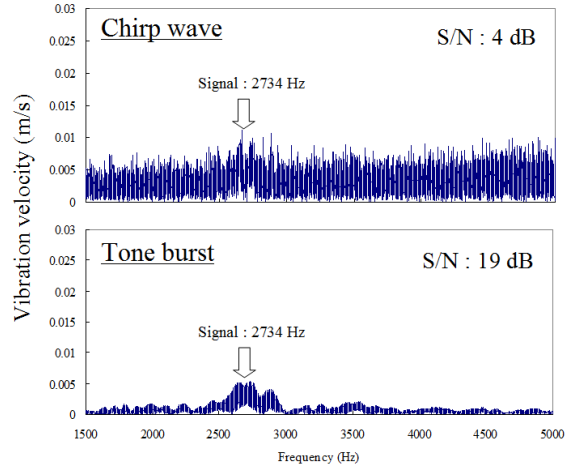 Chirp wave
S/N : 4 dB
Signal : 2734 Hz
0.03
0.025
0.02
0.015
0.01
0.005
0
Vibration velocity (m/s)
Tone burst
S/N : 19 dB
Signal : 2734 Hz
0.03
0.025
0.02
0.015
0.01
0.005
0
1500 2000 2500 3000 3500 4000 4500 5000
Frequency (Hz)